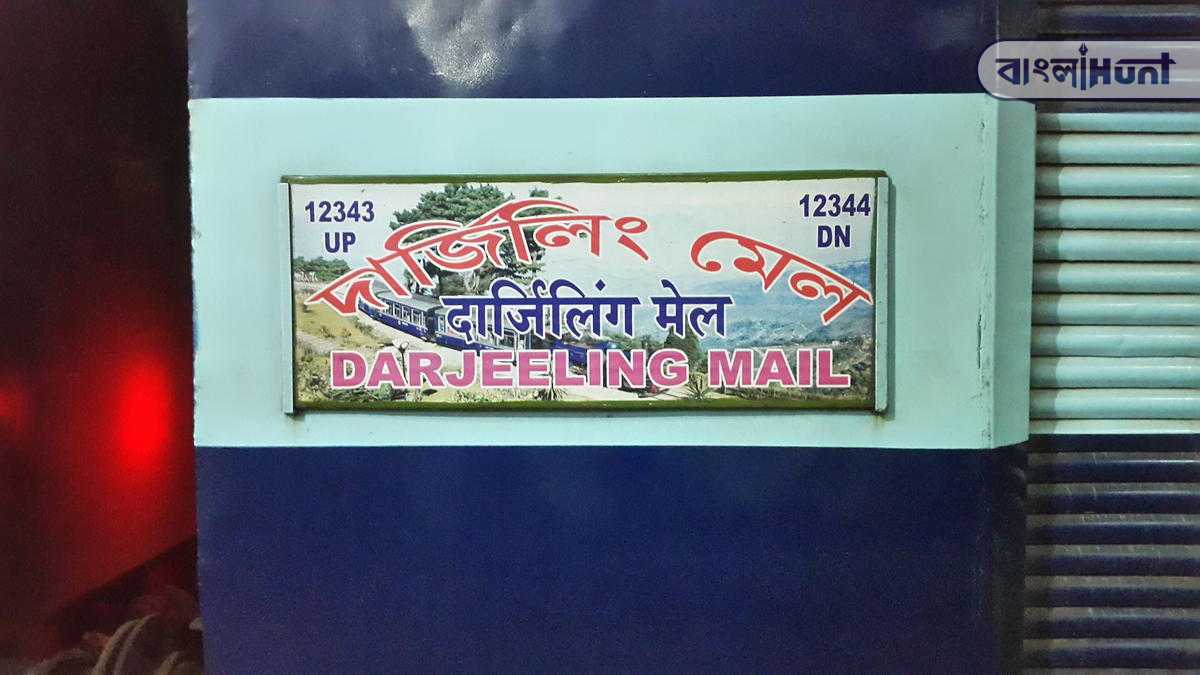 বাংলাHunt
12343
UP
12344
DN
দার্জিলিং মেল
दार्जिलिंग मेल
DARJEELING MAIL